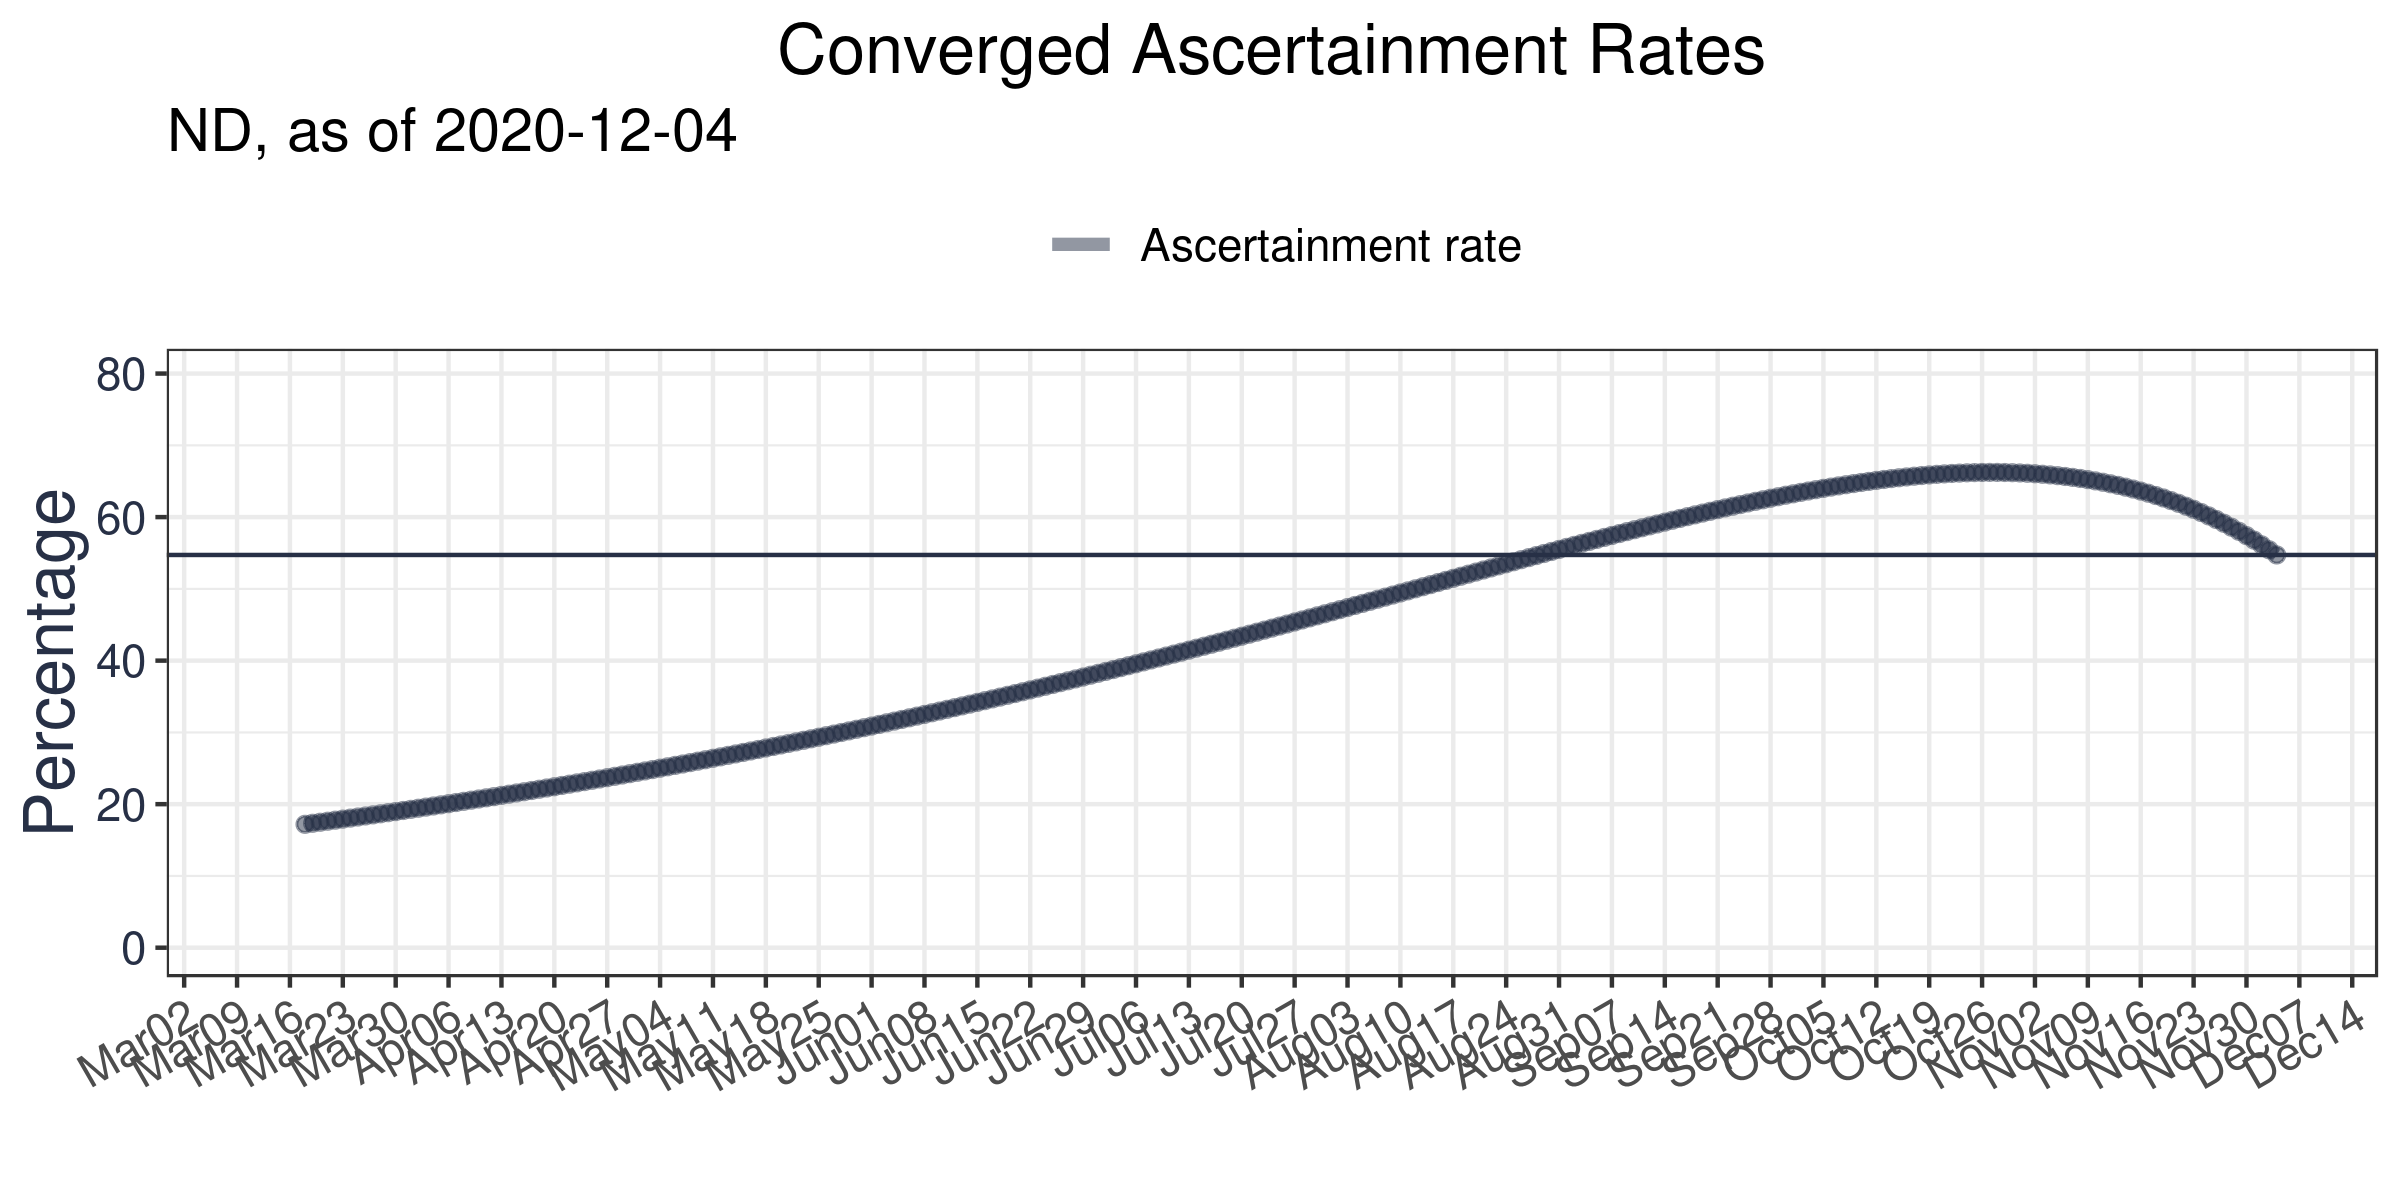 Converged Ascertainment Rates
ND, as of 2020-12-04
Ascertainment rate
Percentage
80
60
40
20
0
Mar02 Mar09 Mar16 Mar23 Mar30 Apr06 Apr13 Apr20 Apr27 May04 May11 May18 May25 Jun01 Jun08 Jun15 Jun22 Jun29 Jul06 Jul13 Jul20 Jul27 Aug03 Aug10 Aug17 Aug24 Aug31 Sep07 Sep14 Sep21 Sep28 Oct05 Oct12 Oct19 Oct26 Nov02 Nov09 Nov16 Nov23 Nov30 Dec07 Dec14